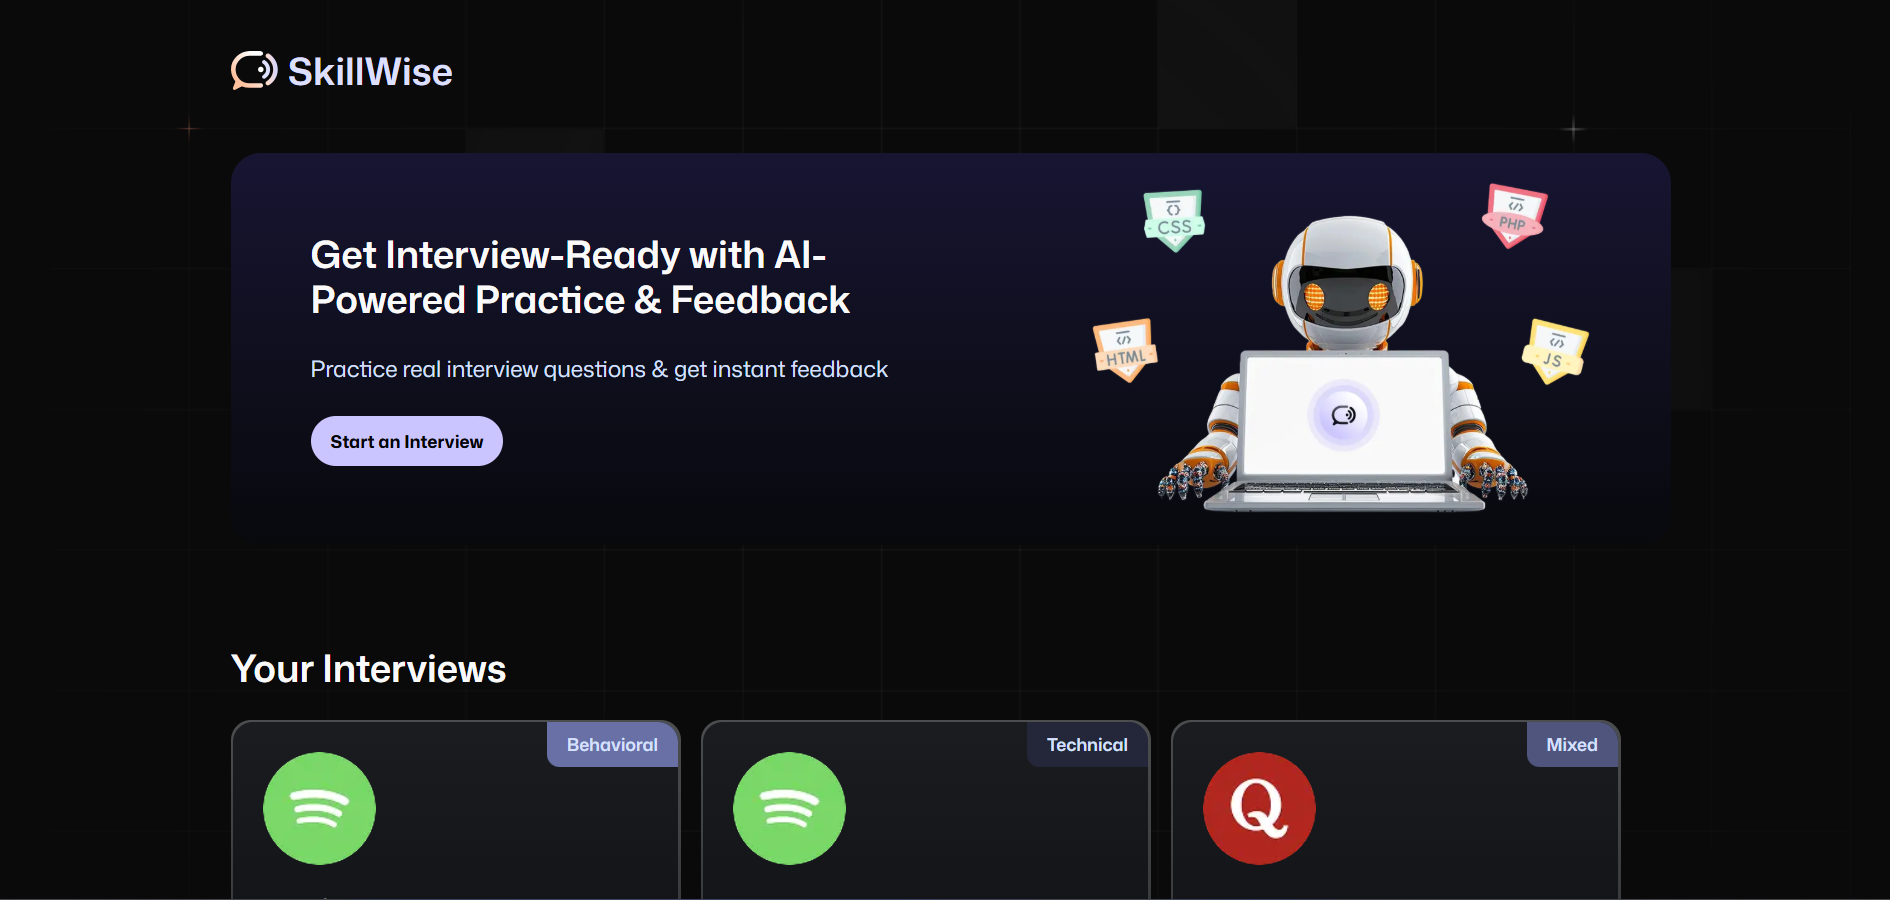 SkillWise
Get Interview-Ready with AI-
Powered Practice & Feedback
Practice real interview questions & get instant feedback
Start an Interview
CSS
PHP
HTML
JS
Your Interviews
Behavioral
Technical
Mixed
Q